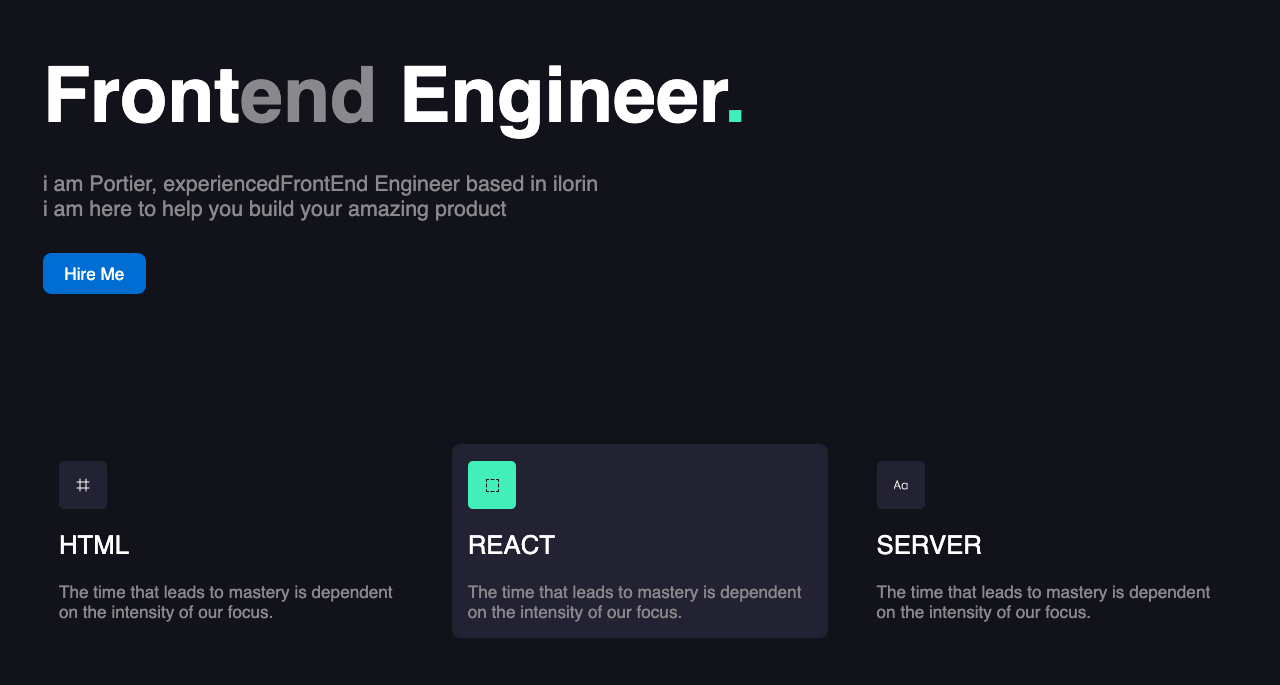 Frontend Engineer.
i am Portier, experiencedFrontEnd Engineer based in ilorin
i am here to help you build your amazing product
Hire Me
HTML
The time that leads to mastery is dependent
on the intensity of our focus.
REACT
The time that leads to mastery is dependent
on the intensity of our focus.
Aa
SERVER
The time that leads to mastery is dependent
on the intensity of our focus.